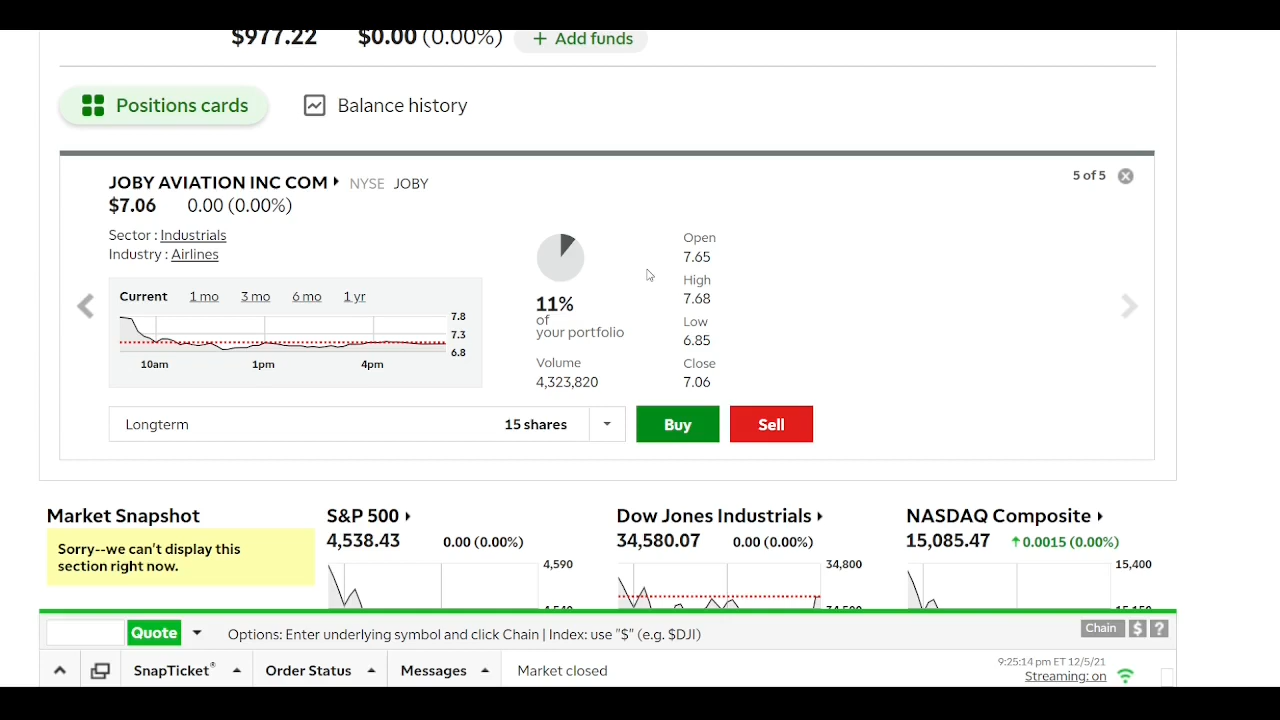 $977.22 $0.00 (0.00%) + Add funds
Positions cards Balance history
JOBY AVIATION INC COM NYSE JOBY
5 of 5
$7.06 0.00 (0.00%)
Sector : Industrials
Industry : Airlines
Current 1 mo 3 mo 6 mo 1 yr
7.8
7.3
6.8
10am 1pm 4pm
11%
of
your portfolio
Volume
4,323,820
Open
7.65
High
7.68
Low
6.85
Close
7.06
Longterm 15 shares Buy Sell
Market Snapshot
Sorry--we can't display this
section right now.
S&P 500
4,538.43 0.00 (0.00%)
4,590
Dow Jones Industrials
34,580.07 0.00 (0.00%)
34,800
NASDAQ Composite
15,085.47 0.0015 (0.00%)
15,400
Quote Options: Enter underlying symbol and click Chain | Index: use "$" (e.g. $DJI) Chain $ ?
SnapTicket® Order Status Messages Market closed
9:25:14 pm ET 12/5/21
Streaming: on